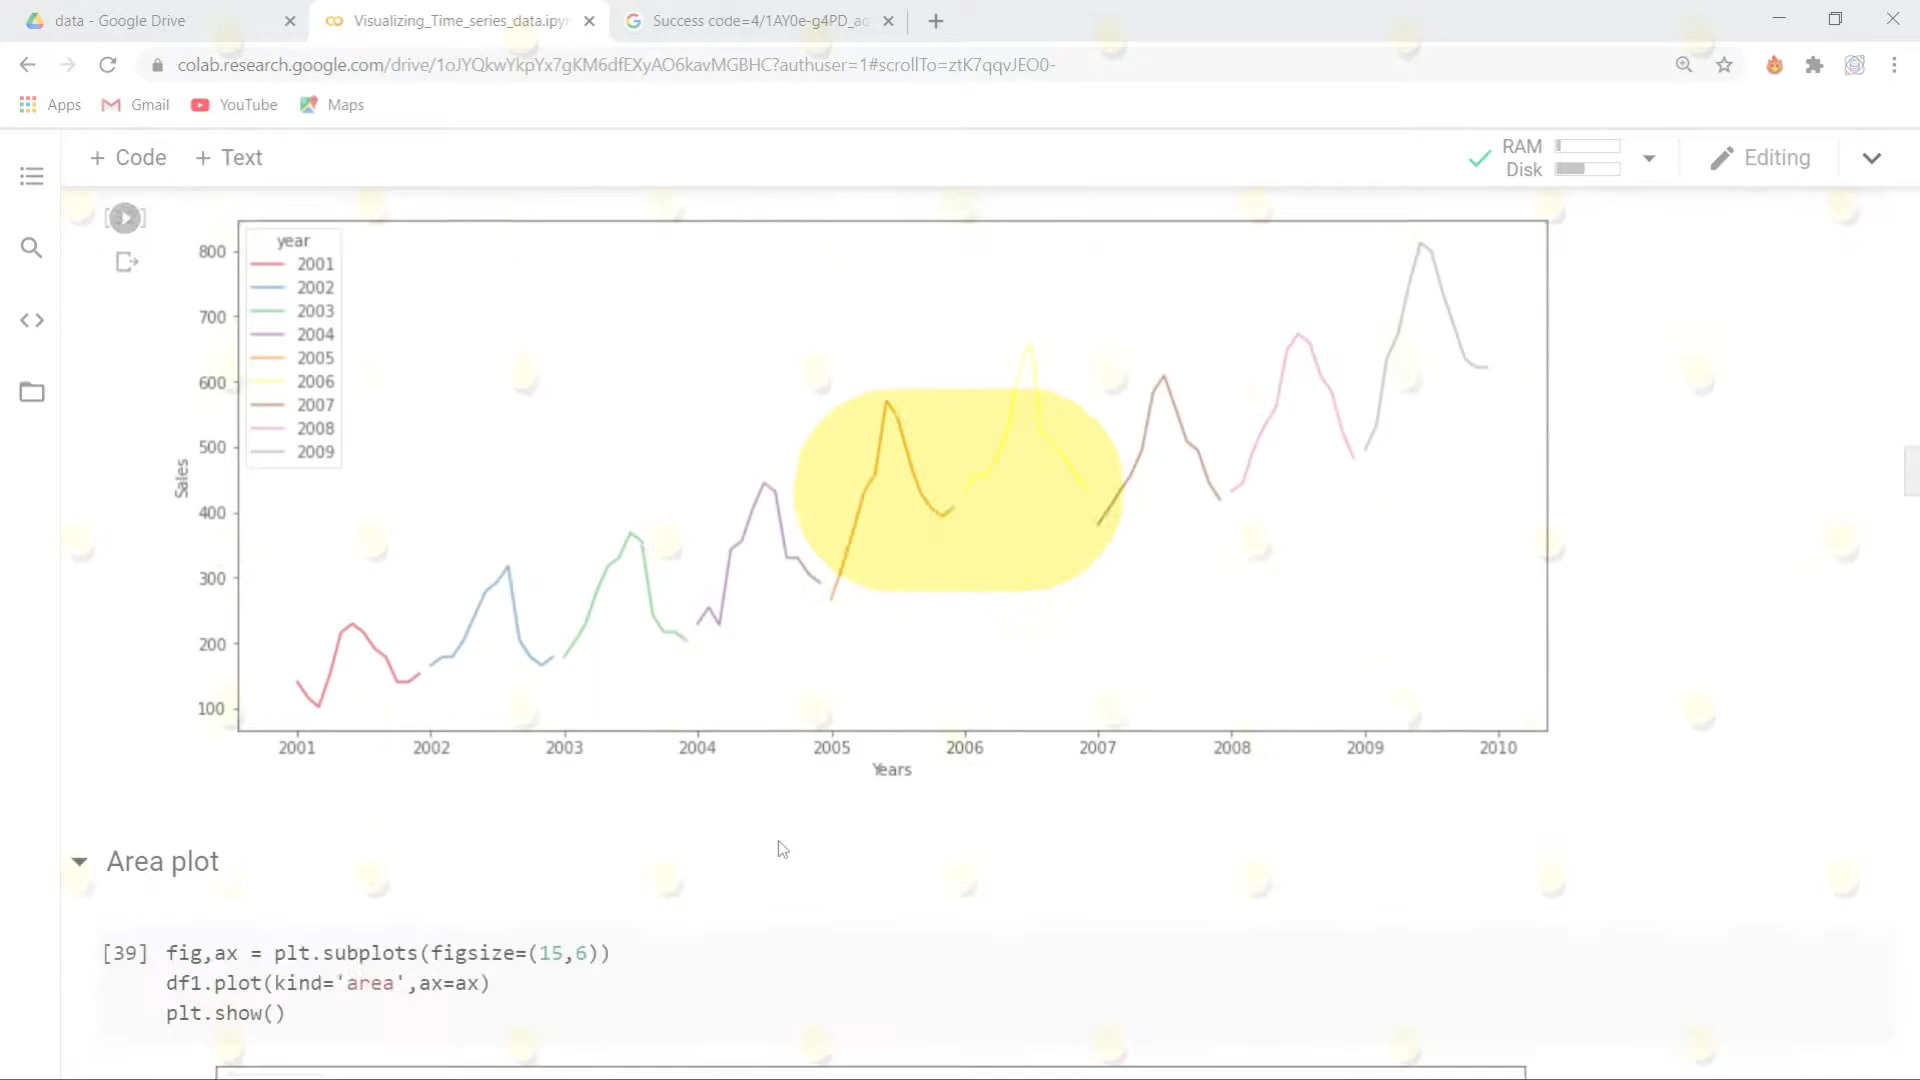 data - Google Drive
Visualizing_Time_series_data.ipyn
Success code=4/1AY0e-g4PD_ao
colab.research.google.com/drive/1oJYQkwYkpYx7gKM6dfEXyAO6kavMGBHC?authuser=1#scrollTo=ztK7qqvJEO0-
Apps
Gmail
YouTube
Maps
+ Code
+ Text
RAM
Disk
Editing
year
2001
2002
2003
2004
2005
2006
2007
2008
2009
800
700
600
500
400
300
200
100
Sales
2001 2002 2003 2004 2005 2006 2007 2008 2009 2010
Years
Area plot
[39] fig,ax = plt.subplots(figsize=(15,6))
df1.plot(kind='area',ax=ax)
plt.show()